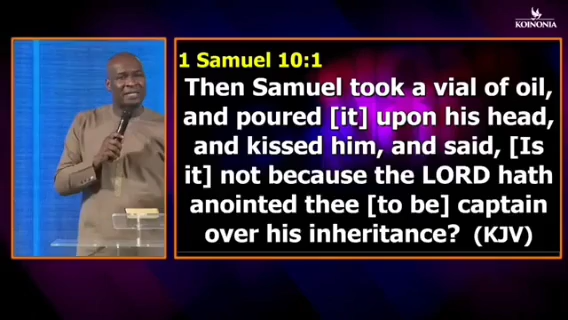 KOINONIA
1 Samuel 10:1
Then Samuel took a vial of oil,
and poured [it] upon his head,
and kissed him, and said, [Is
it] not because the LORD hath
anointed thee [to be] captain
over his inheritance? (KJV)